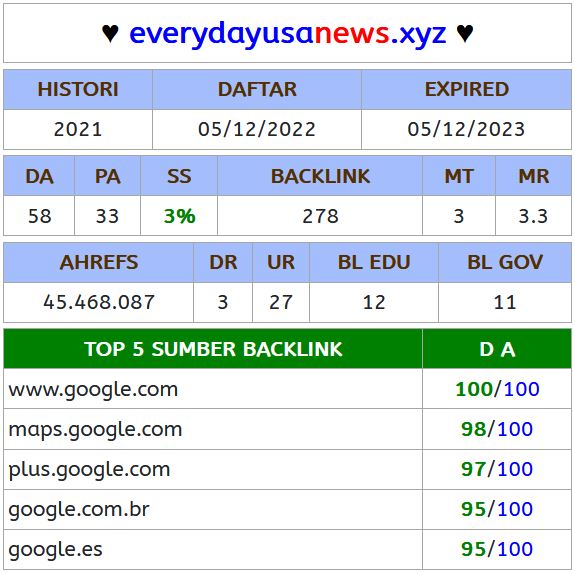 ♥ everydayusanews.xyz ♥
HISTORI DAFTAR EXPIRED
2021 05/12/2022 05/12/2023
DA PA SS BACKLINK MT MR
58 33 3% 278 3 3.3
AHREFS DR UR BL EDU BL GOV
45.468.087 3 27 12 11
TOP 5 SUMBER BACKLINK D A
www.google.com 100/100
maps.google.com 98/100
plus.google.com 97/100
google.com.br 95/100
google.es 95/100